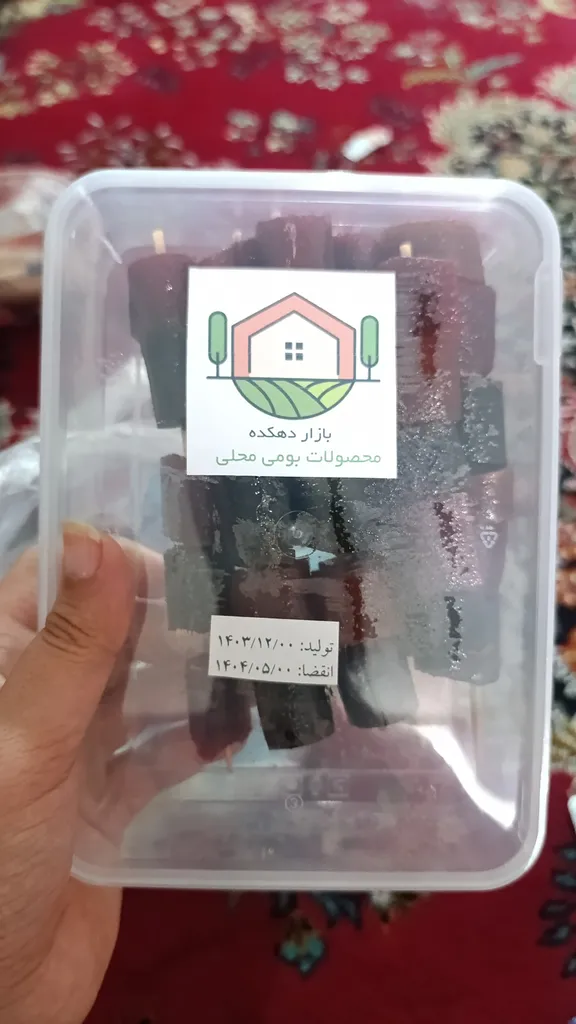 بازار دهکده
محصولات بومی محلی
تولید: ۱۴۰۳/۱۲/۰۰
انقضا: ۱۴۰۴/۰۵/۰۰